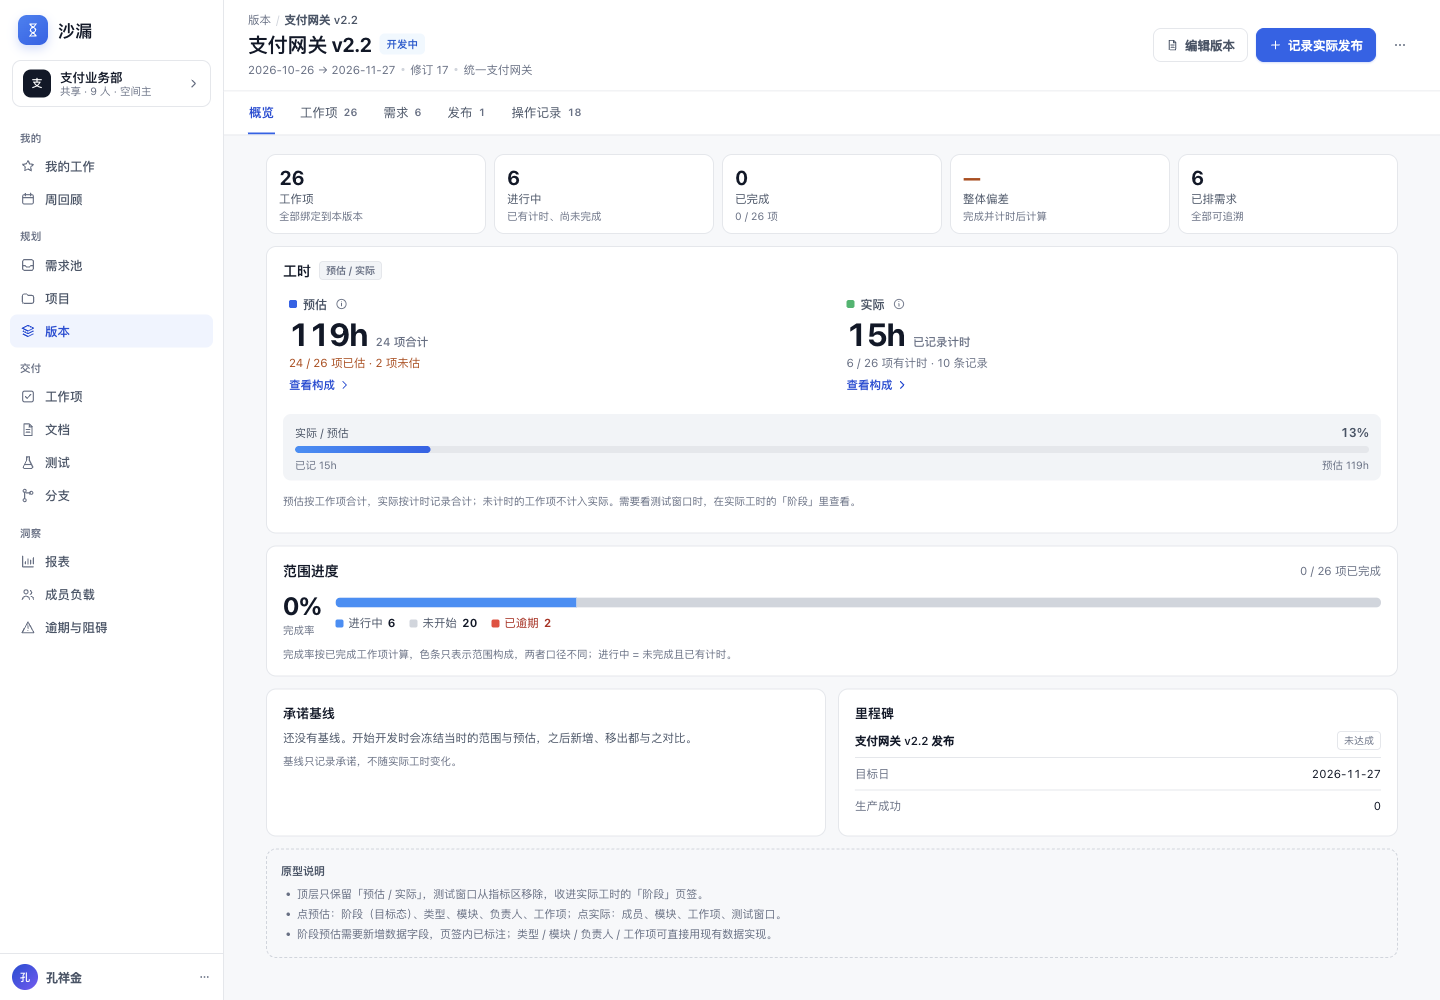 沙漏
支
支付业务部
共享 · 9 人 · 空间主
我的
我的工作
周回顾
规划
需求池
项目
版本
交付
工作项
文档
测试
分支
洞察
报表
成员负载
逾期与阻碍
孔
孔祥金
版本 / 支付网关 v2.2
支付网关 v2.2 开发中
2026-10-26 → 2026-11-27 • 修订 17 • 统一支付网关
编辑版本
记录实际发布
概览 工作项 26 需求 6 发布 1 操作记录 18
26
工作项
全部绑定到本版本
6
进行中
已有计时、尚未完成
0
已完成
0 / 26 项
—
整体偏差
完成并计时后计算
6
已排需求
全部可追溯
工时 预估 / 实际
预估
119h 24 项合计
24 / 26 项已估 · 2 项未估
查看构成
实际
15h 已记录计时
6 / 26 项有计时 · 10 条记录
查看构成
实际 / 预估 13%
已记 15h 预估 119h
预估按工作项合计，实际按计时记录合计；未计时的工作项不计入实际。需要看测试窗口时，在实际工时的「阶段」里查看。
范围进度 0 / 26 项已完成
0%
完成率
进行中 6 未开始 20 已逾期 2
完成率按已完成工作项计算，色条只表示范围构成，两者口径不同；进行中 = 未完成且已有计时。
承诺基线
还没有基线。开始开发时会冻结当时的范围与预估，之后新增、移出都与之对比。
基线只记录承诺，不随实际工时变化。
里程碑
支付网关 v2.2 发布 未达成
目标日 2026-11-27
生产成功 0
原型说明
• 顶层只保留「预估 / 实际」，测试窗口从指标区移除，收进实际工时的「阶段」页签。
• 点预估：阶段（目标态）、类型、模块、负责人、工作项；点实际：成员、模块、工作项、测试窗口。
• 阶段预估需要新增数据字段，页签内已标注；类型 / 模块 / 负责人 / 工作项可直接用现有数据实现。